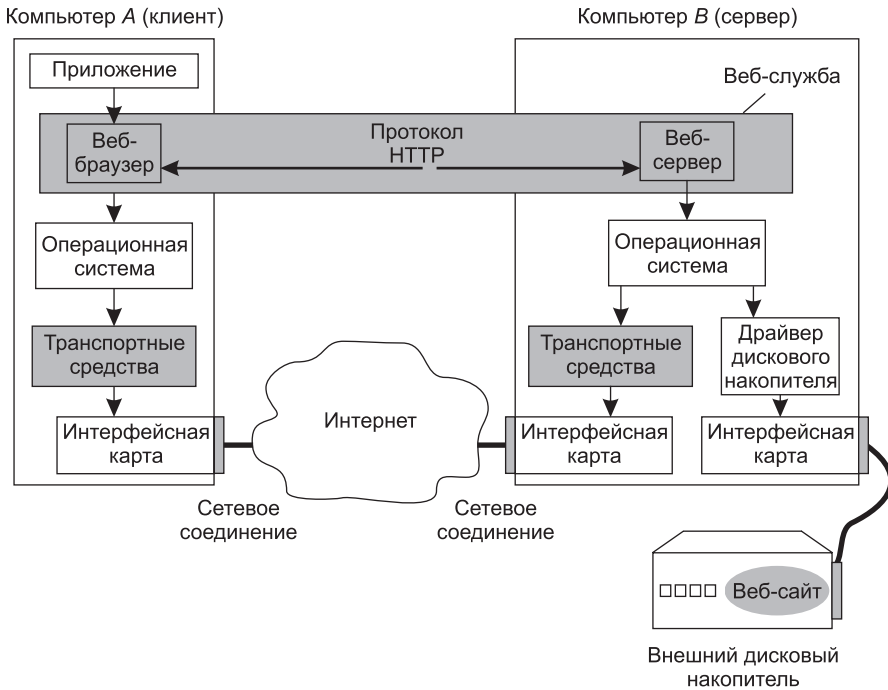 Компьютер A (клиент)
Компьютер B (сервер)
Приложение
Веб-служба
Веб-
браузер
Протокол
HTTP
Веб-
сервер
Операционная
система
Операционная
система
Транспортные
средства
Транспортные
средства
Драйвер
дискового
накопителя
Интерфейсная
карта
Интернет
Интерфейсная
карта
Интерфейсная
карта
Сетевое
соединение
Сетевое
соединение
Веб-сайт
Внешний дисковый
накопитель